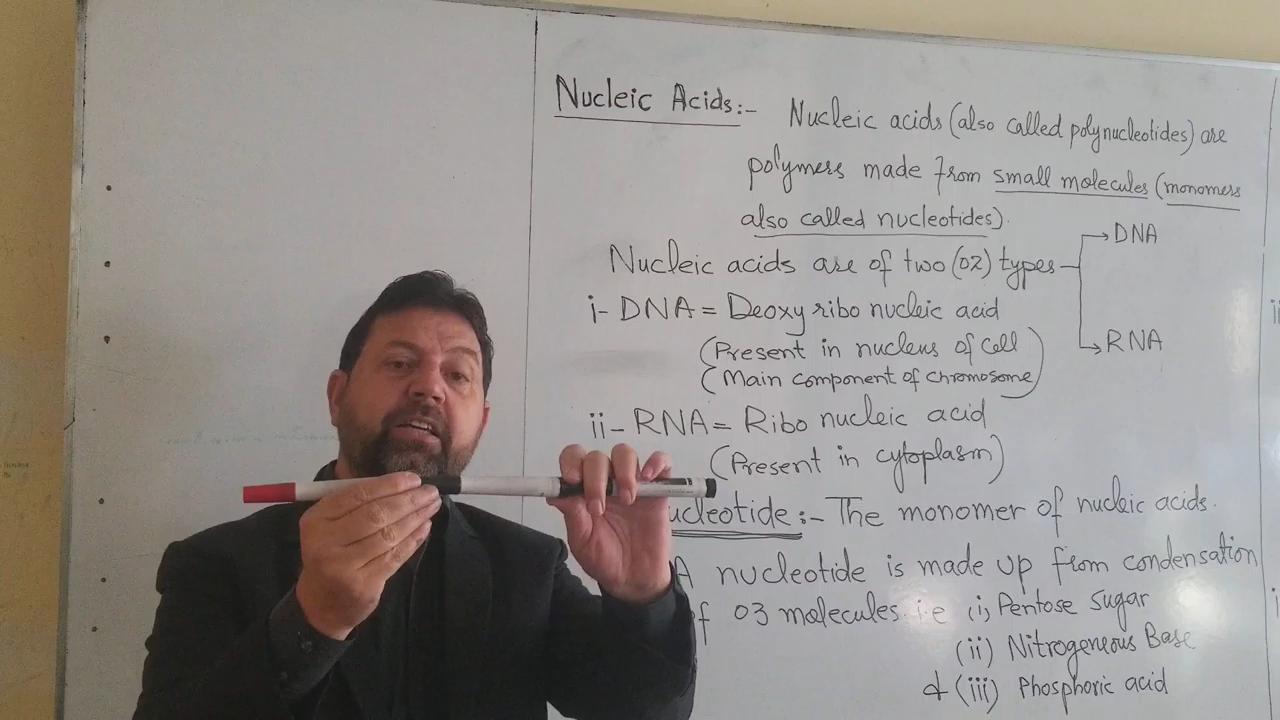 Nucleic Acids:- Nucleic acids (also called polynucleotides) are
polymers made from small molecules (monomers
also called nucleotides).
Nucleic acids are of two (02) types
DNA
RNA
i- DNA = Deoxy ribo nucleic acid
(Present in nucleus of cell
(Main component of chromosome)
ii- RNA = Ribo nucleic acid
(Present in cytoplasm)
ucleotide:- The monomer of nucleic acids.
A nucleotide is made up from condensation
of 03 molecules. i.e (i) Pentose sugar
(ii) Nitrogeneous Base
& (iii) Phosphoric acid